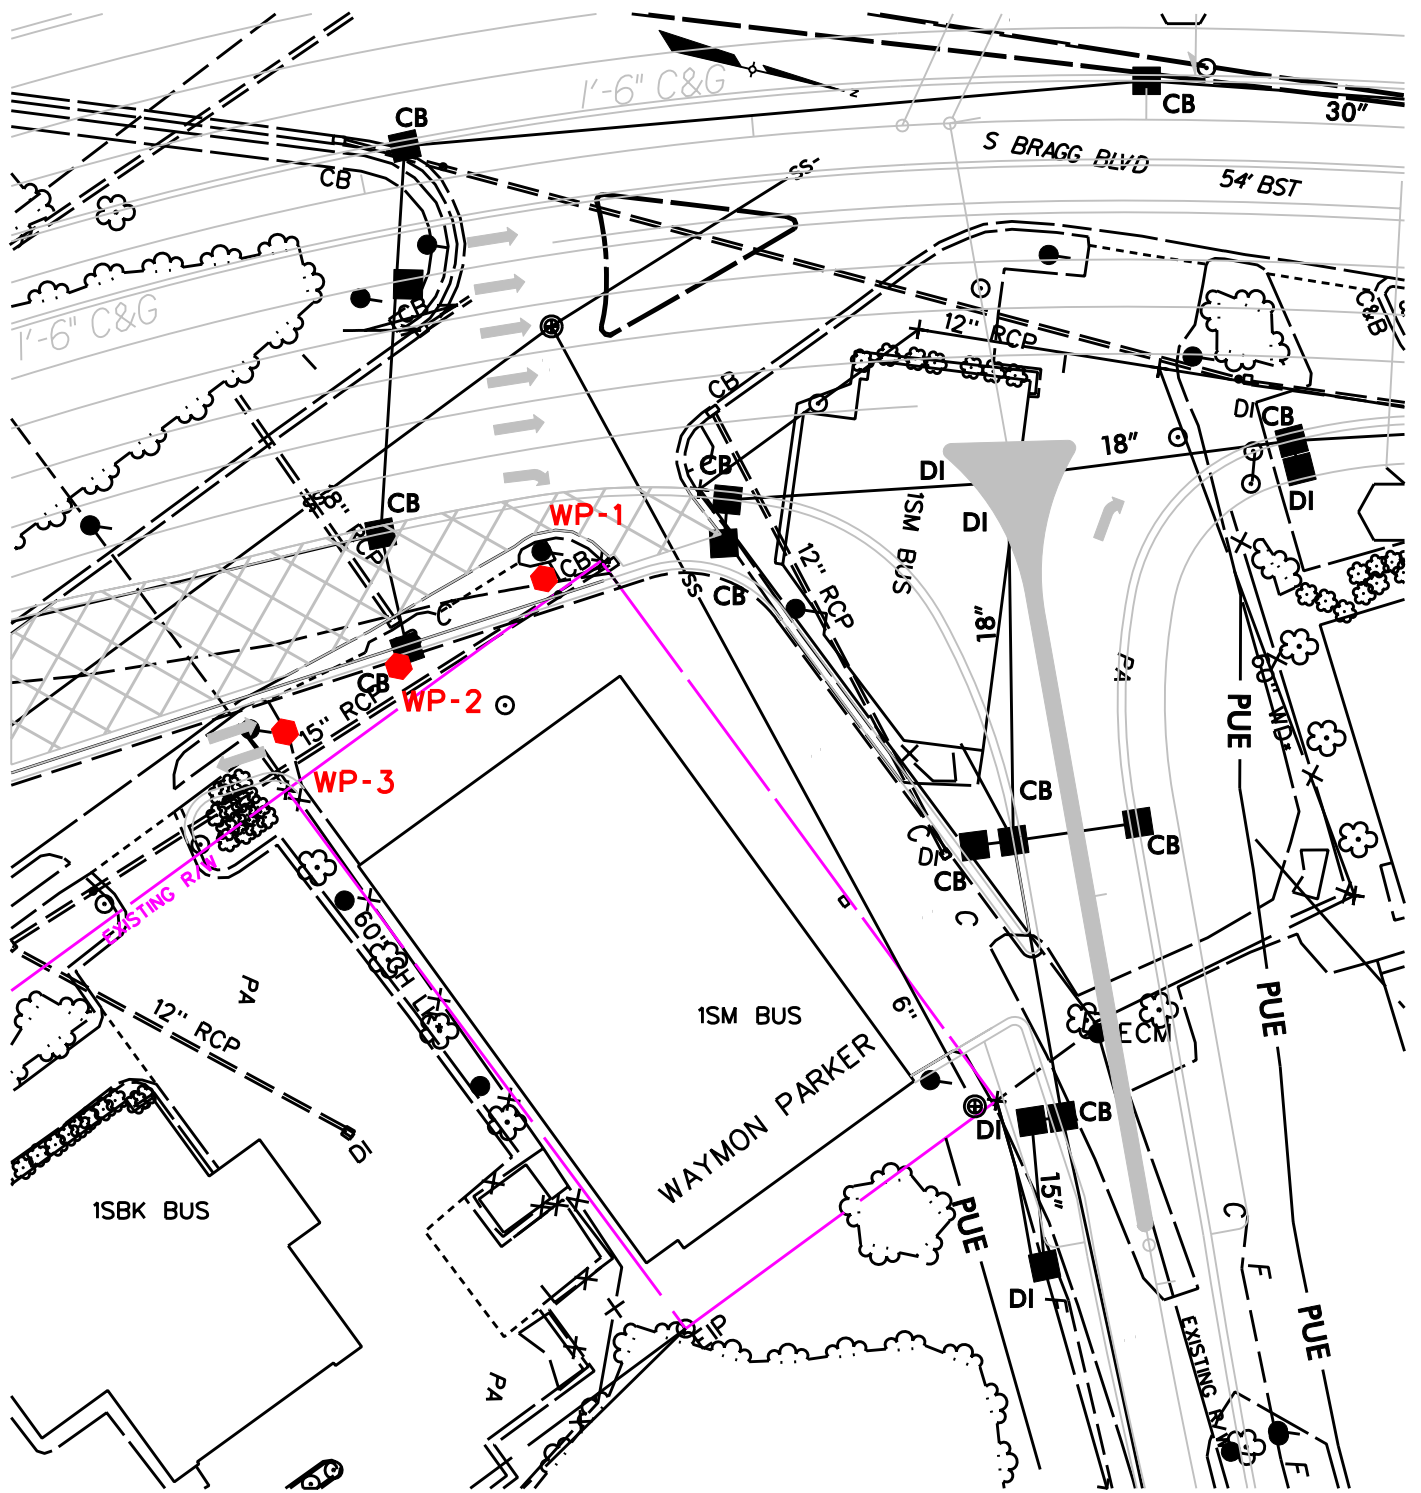 1'-6" C&G
CB
CB
30"
z
S BRAGG BLVD
54' BST
CB
SS
CB
1'-6" C&G
C&B
12" RCP
CB
DI
CB
18"
CB
DI
DI
CB
18" RCP
WP-1
DI
1SM BUS
CB
12" RCP
SS
CB
C
18"
PA
60" WD
CB
WP-2
15" RCP
PUE
WP-3
CB
C
DI
CB
CB
EXISTING R/W
60"
CH L
C
PA
12" RCP
6"
PUE
1SM BUS
ECM
WAYMON PARKER
CB
DI
DI
1SBK BUS
15"
PUE
C
F
DI
F
EIP
PUE
EXISTING R/W
PA
F